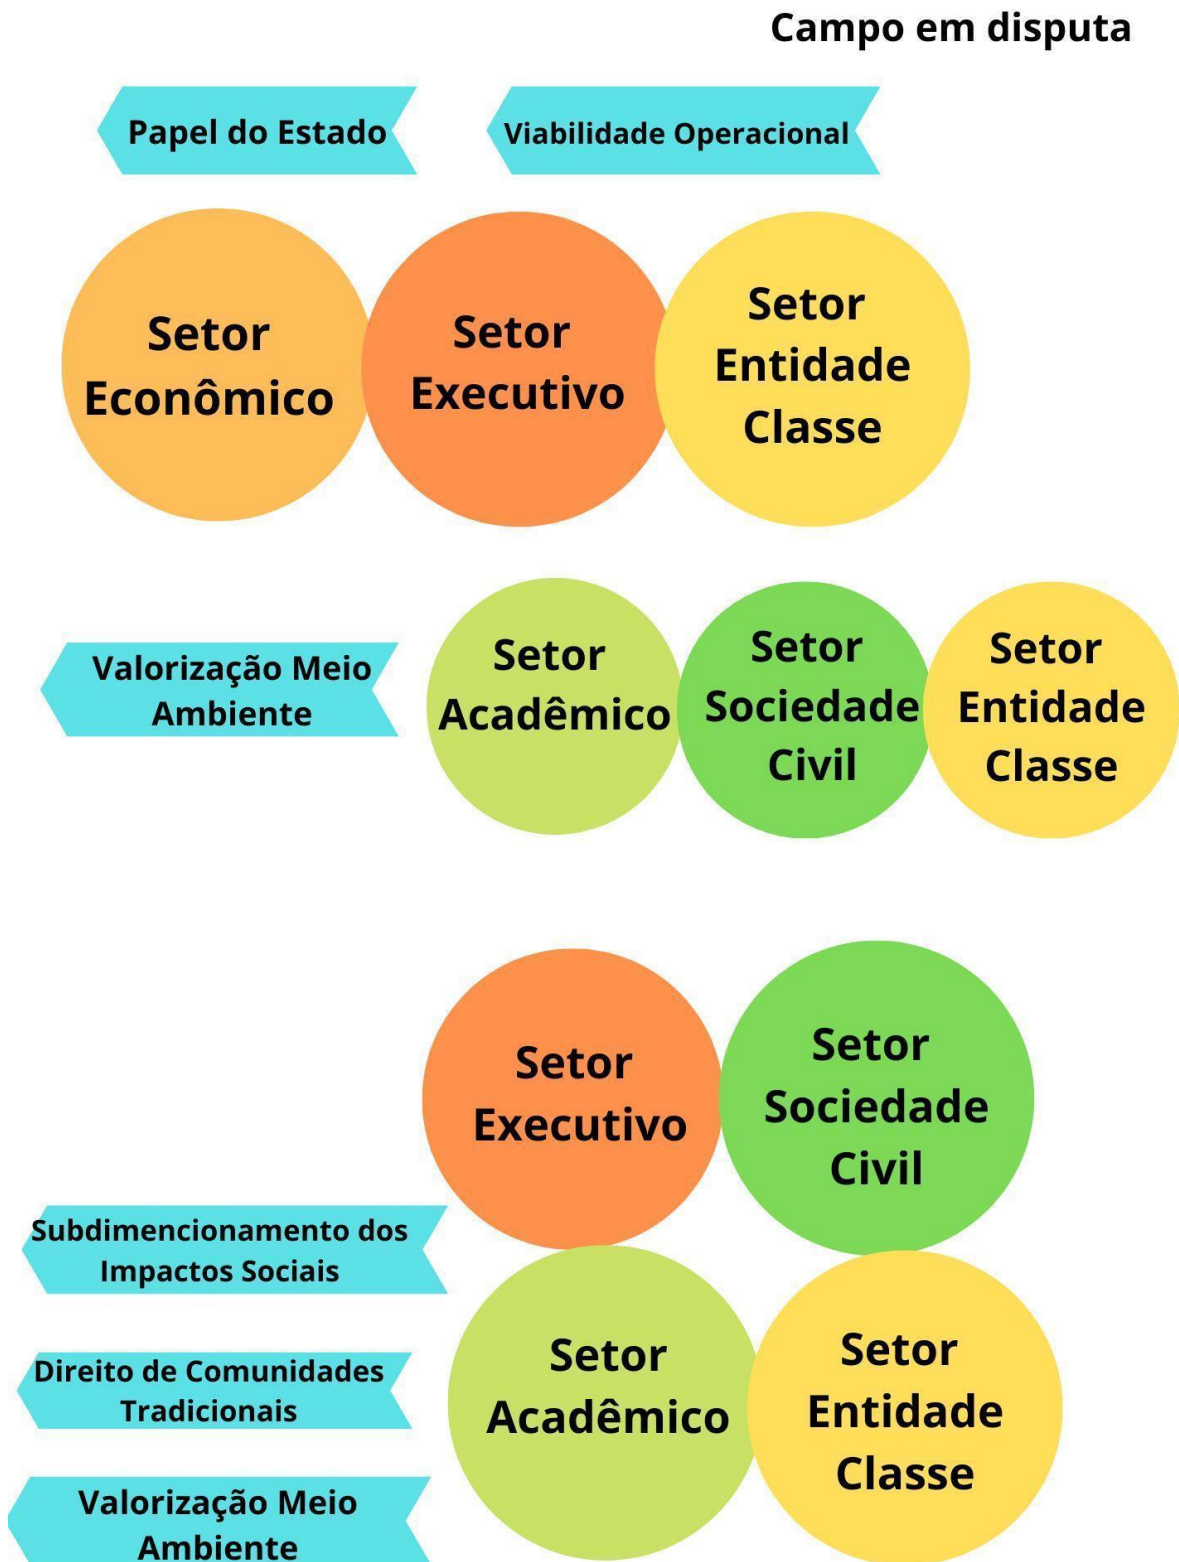 Campo em disputa
Papel do Estado
Viabilidade Operacional
Setor
Econômico
Setor
Executivo
Setor
Entidade
Classe
Valorização Meio
Ambiente
Setor
Acadêmico
Setor
Sociedade
Civil
Setor
Entidade
Classe
Setor
Executivo
Setor
Sociedade
Civil
Subdimencionamento dos
Impactos Sociais
Direito de Comunidades
Tradicionais
Valorização Meio
Ambiente
Setor
Acadêmico
Setor
Entidade
Classe